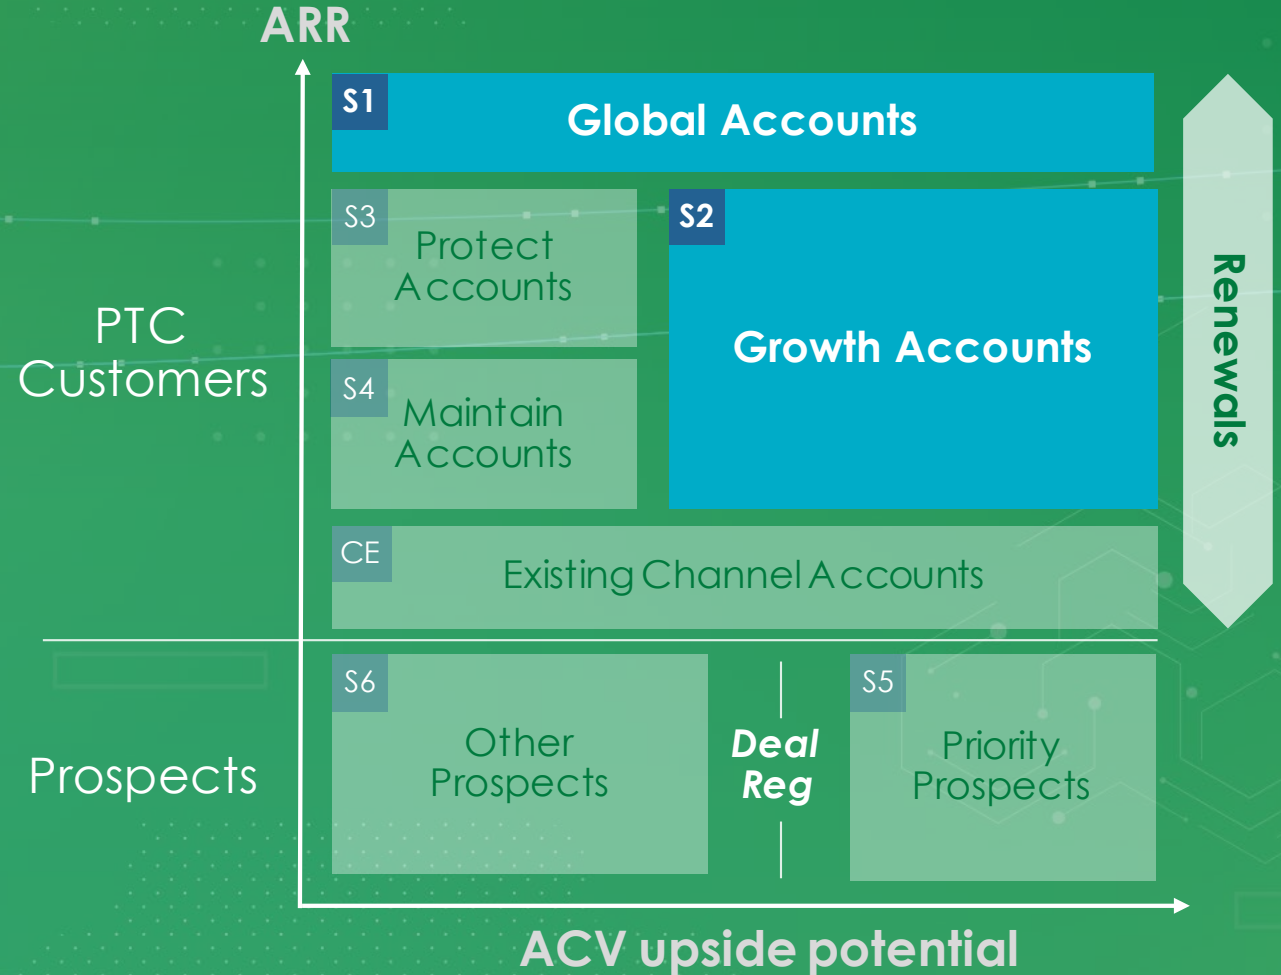 ARR
S1
Global Accounts
S3
Protect
Accounts
S2
Growth Accounts
PTC
Customers
S4
Maintain
Accounts
Renewals
CE
Existing Channel Accounts
S6
Other
Prospects
Deal
Reg
S5
Priority
Prospects
Prospects
ACV upside potential